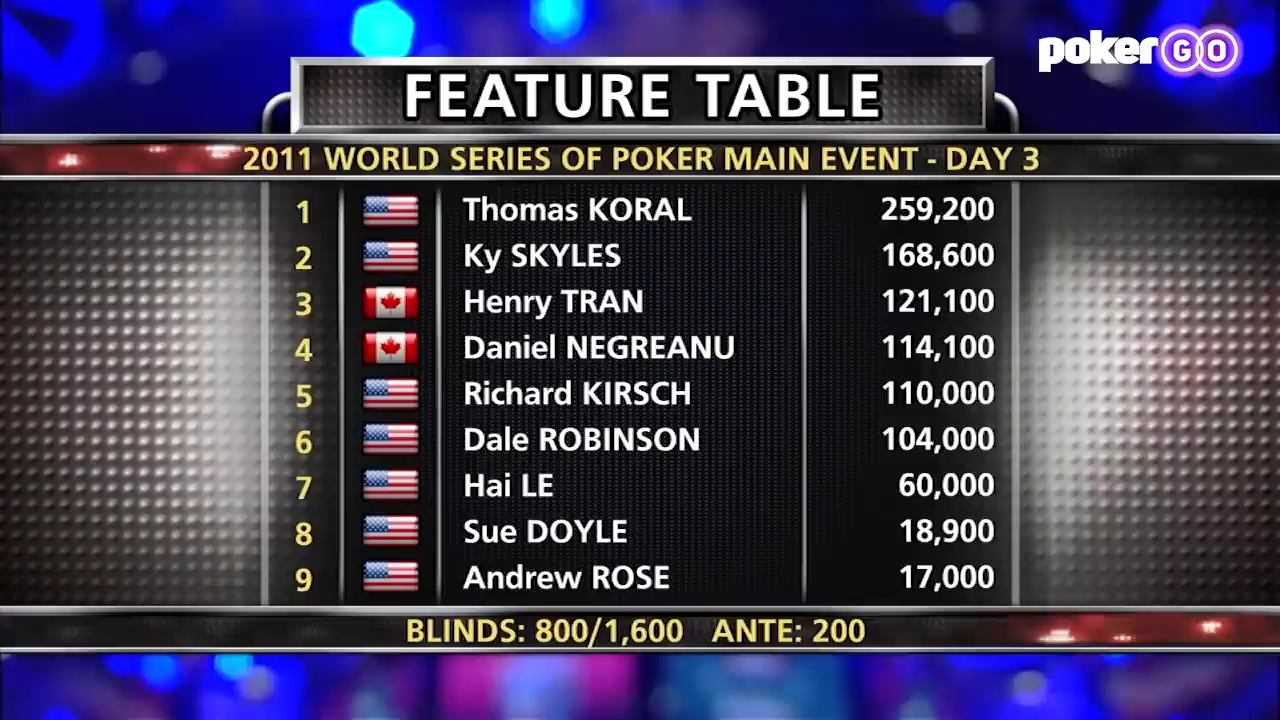 poker GO
FEATURE TABLE
2011 WORLD SERIES OF POKER MAIN EVENT - DAY 3
1 Thomas KORAL 259,200
2 Ky SKYLES 168,600
3 Henry TRAN 121,100
4 Daniel NEGREANU 114,100
5 Richard KIRSCH 110,000
6 Dale ROBINSON 104,000
7 Hai LE 60,000
8 Sue DOYLE 18,900
9 Andrew ROSE 17,000
BLINDS: 800/1,600 ANTE: 200